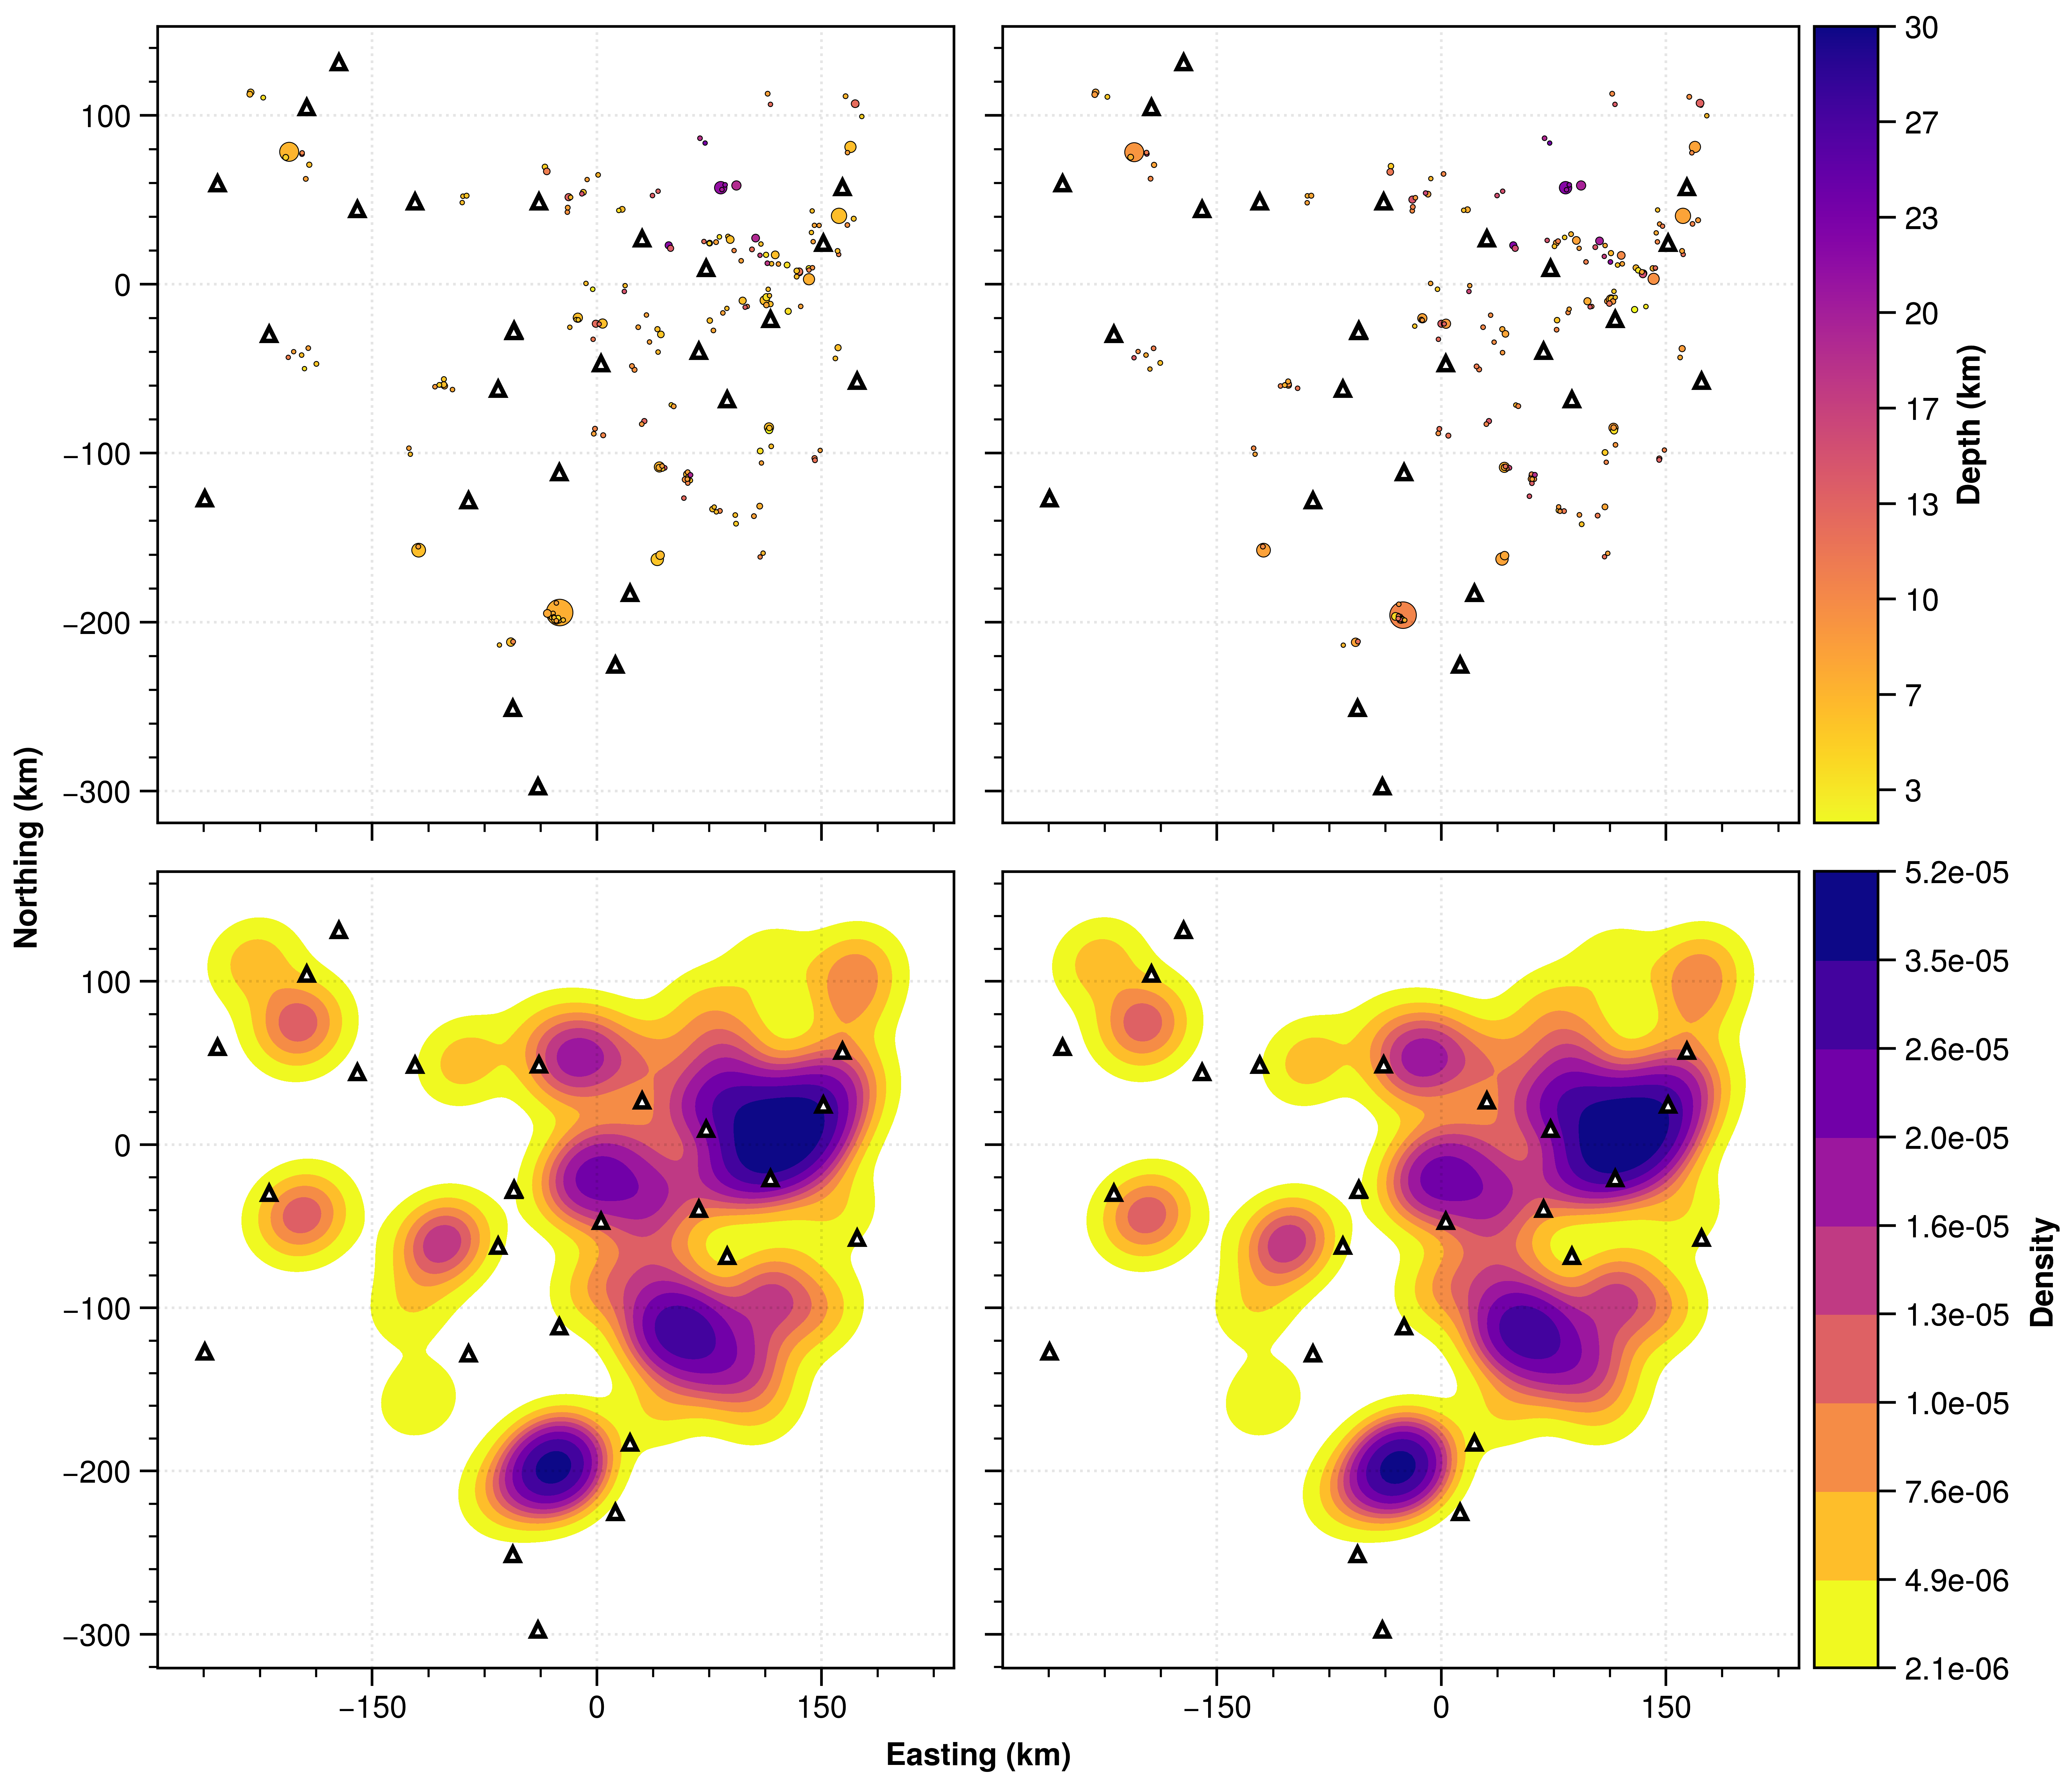 100
0
−100
−200
−300
30
27
23
20
17
13
10
7
3
Depth (km)
Northing (km)
100
0
−100
−200
−300
−150
0
150
−150
0
150
5.2e-05
3.5e-05
2.6e-05
2.0e-05
1.6e-05
1.3e-05
1.0e-05
7.6e-06
4.9e-06
2.1e-06
Density
Easting (km)